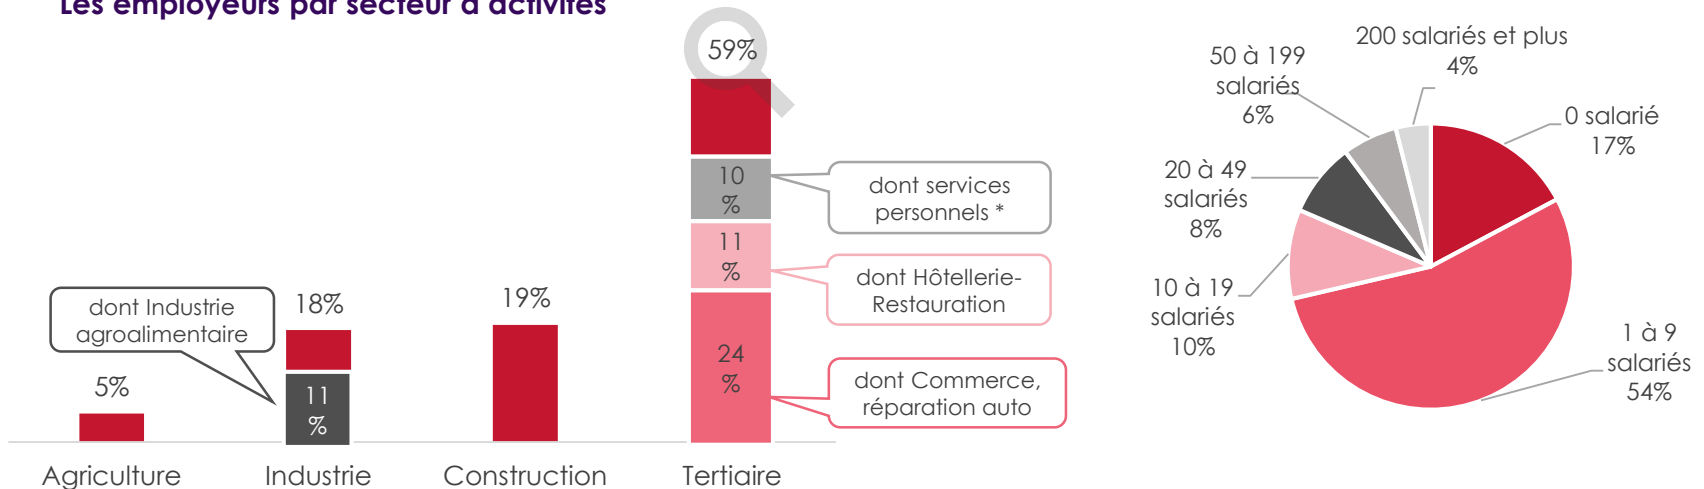 Les employeurs par secteur d'activités
59%
10
%
dont services
personnels *
11
%
dont Hôtellerie-
Restauration
24
%
dont Commerce,
réparation auto
19%
18%
dont Industrie
agroalimentaire
11
%
5%
Agriculture
Industrie
Construction
Tertiaire
200 salariés et plus
4%
50 à 199
salariés
6%
0 salarié
17%
20 à 49
salariés
8%
10 à 19
salariés
10%
1 à 9
salariés
54%